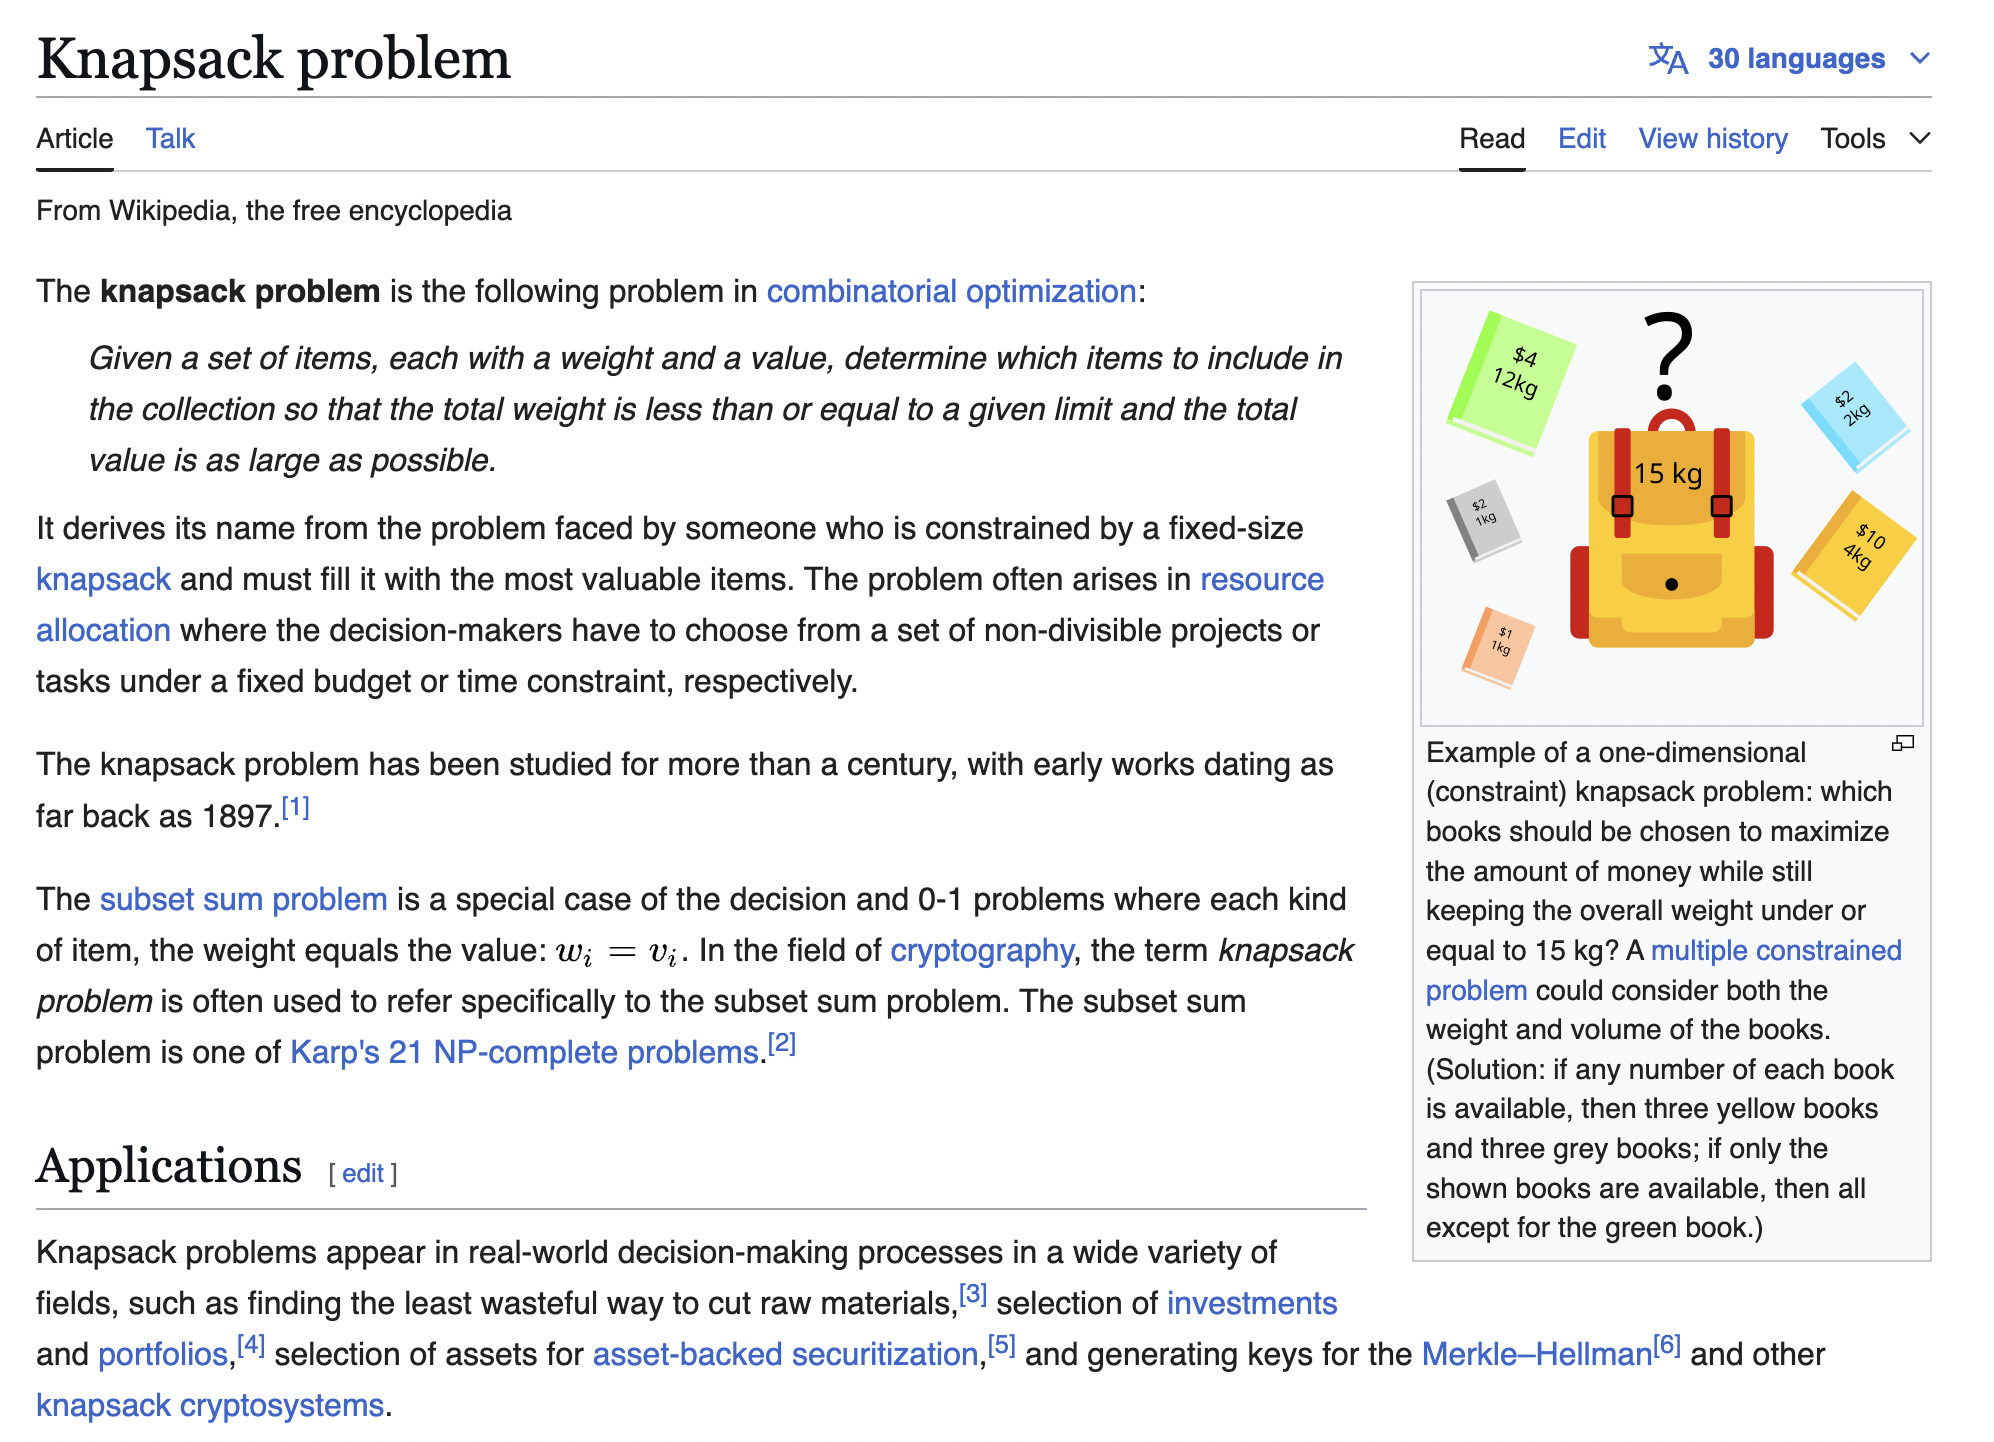 Knapsack problem
30 languages
Article Talk
Read Edit View history Tools
From Wikipedia, the free encyclopedia
The knapsack problem is the following problem in combinatorial optimization:
Given a set of items, each with a weight and a value, determine which items to include in
the collection so that the total weight is less than or equal to a given limit and the total
value is as large as possible.
It derives its name from the problem faced by someone who is constrained by a fixed-size
knapsack and must fill it with the most valuable items. The problem often arises in resource
allocation where the decision-makers have to choose from a set of non-divisible projects or
tasks under a fixed budget or time constraint, respectively.
The knapsack problem has been studied for more than a century, with early works dating as
far back as 1897.[1]
The subset sum problem is a special case of the decision and 0-1 problems where each kind
of item, the weight equals the value: wᵢ = vᵢ. In the field of cryptography, the term knapsack
problem is often used to refer specifically to the subset sum problem. The subset sum
problem is one of Karp's 21 NP-complete problems.[2]
$4
12kg
?
$2
2kg
15 kg
$2
1kg
$10
4kg
$1
1kg
Example of a one-dimensional
(constraint) knapsack problem: which
books should be chosen to maximize
the amount of money while still
keeping the overall weight under or
equal to 15 kg? A multiple constrained
problem could consider both the
weight and volume of the books.
(Solution: if any number of each book
is available, then three yellow books
and three grey books; if only the
shown books are available, then all
except for the green book.)
Applications [ edit ]
Knapsack problems appear in real-world decision-making processes in a wide variety of
fields, such as finding the least wasteful way to cut raw materials,[3] selection of investments
and portfolios,[4] selection of assets for asset-backed securitization,[5] and generating keys for the Merkle–Hellman[6] and other
knapsack cryptosystems.